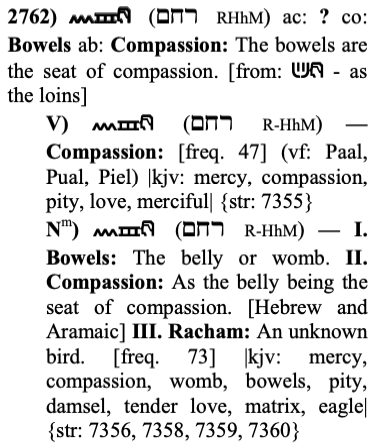 2762) (רחם RHhM) ac: ? co:
Bowels ab: Compassion: The bowels are
the seat of compassion. [from: - as
the loins]
V) (רחם R-HhM) —
Compassion: [freq. 47] (vf: Paal,
Pual, Piel) |kjv: mercy, compassion,
pity, love, merciful| {str: 7355}
Nᵐ) (רחם R-HhM) — I.
Bowels: The belly or womb. II.
Compassion: As the belly being the
seat of compassion. [Hebrew and
Aramaic] III. Racham: An unknown
bird. [freq. 73] |kjv: mercy,
compassion, womb, bowels, pity,
damsel, tender love, matrix, eagle|
{str: 7356, 7358, 7359, 7360}